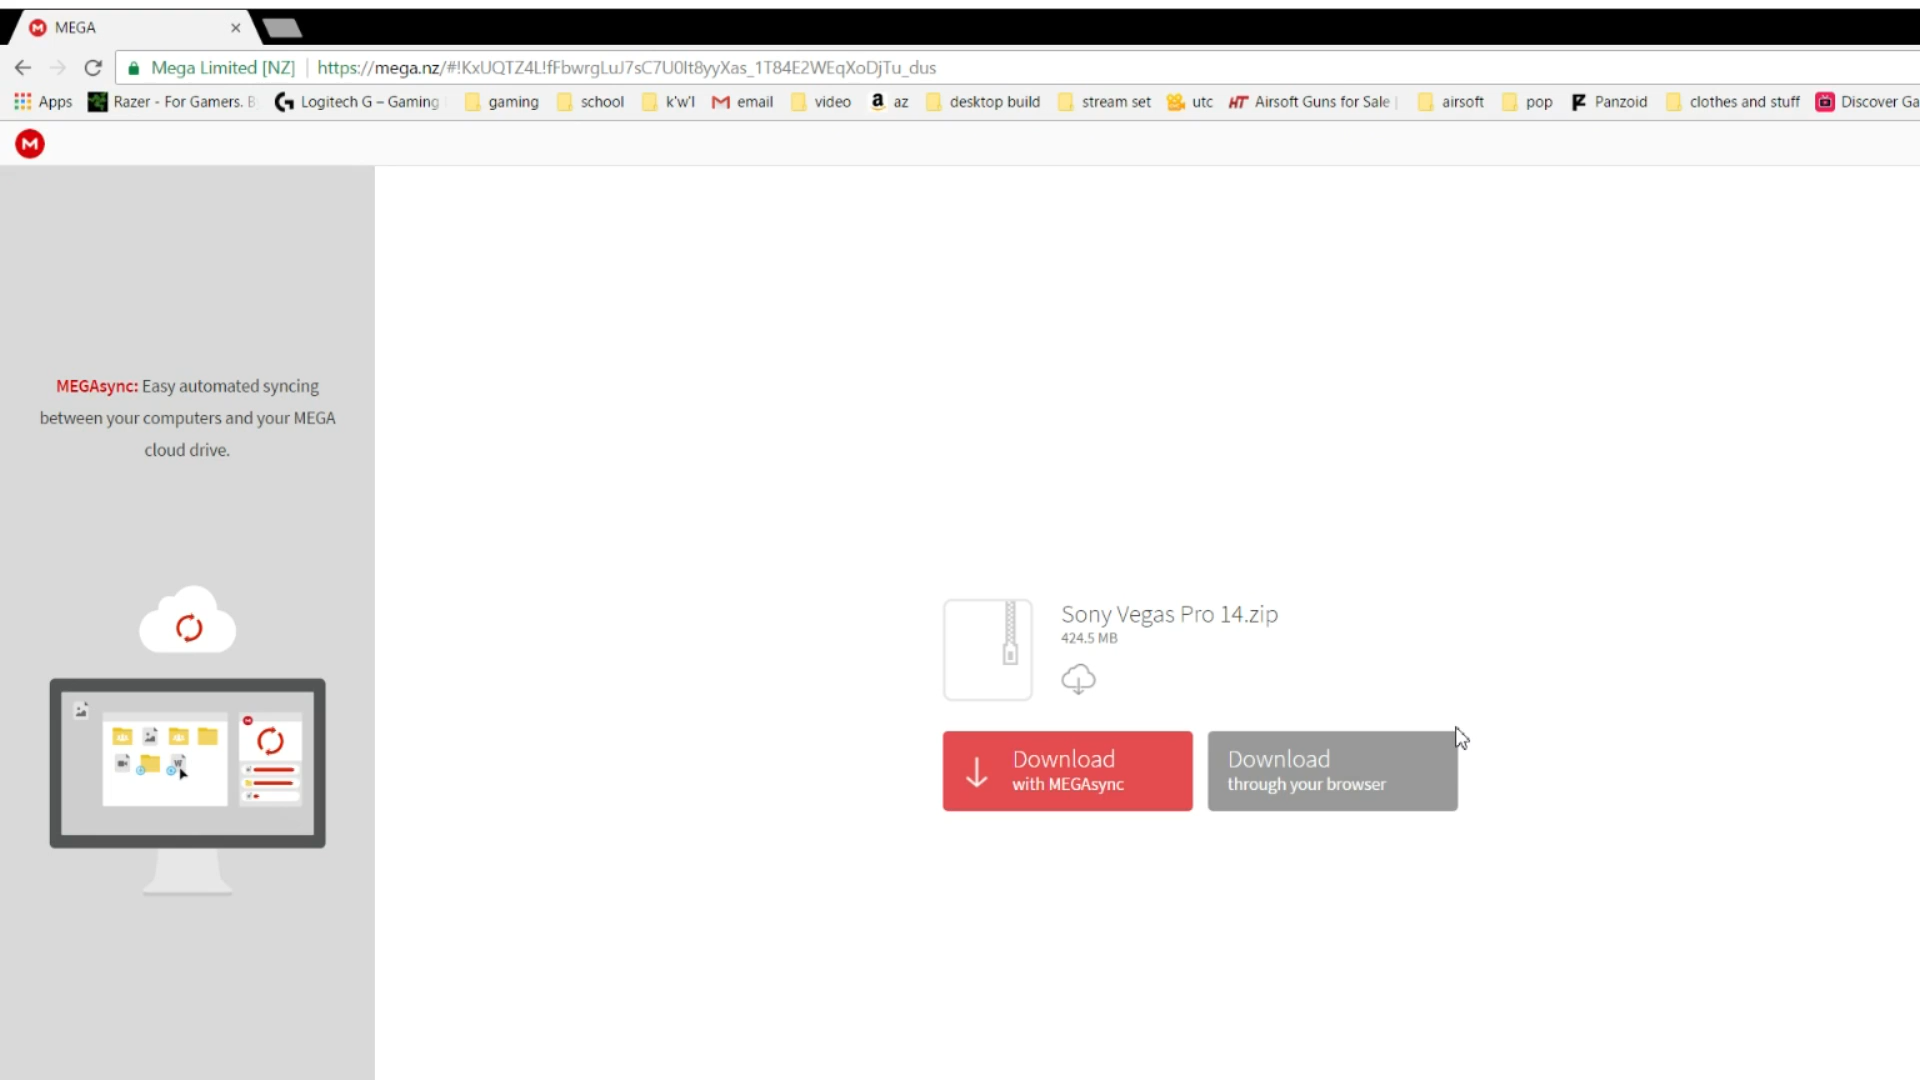 MEGA
Mega Limited [NZ] https://mega.nz/#!KxUQTZ4L!fFbwrgLuJ7sC7U0It8yyXas_1T84E2WEqXoDjTu_dus
Apps Razer - For Gamers. B Logitech G – Gaming gaming school k'w'l email video az desktop build stream set utc HT Airsoft Guns for Sale airsoft pop Panzoid clothes and stuff Discover Ga
MEGAsync: Easy automated syncing
between your computers and your MEGA
cloud drive.
Sony Vegas Pro 14.zip
424.5 MB
Download
with MEGAsync
Download
through your browser